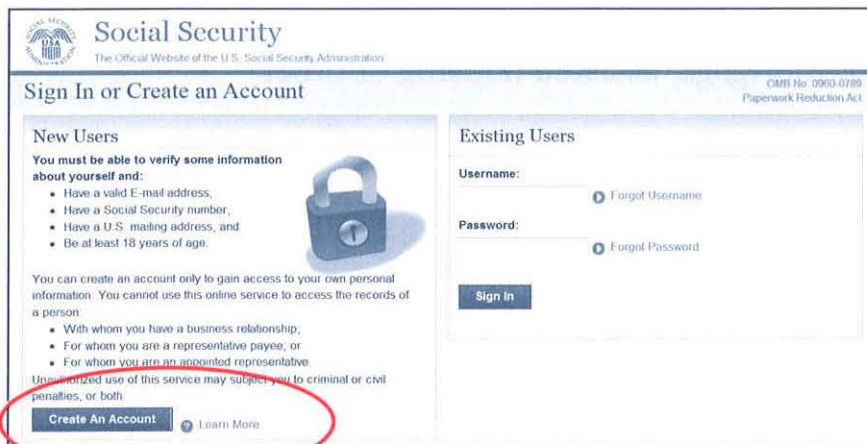 Social Security
The Official Website of the U.S. Social Security Administration
Sign In or Create an Account
OMB No. 0960-0789
Paperwork Reduction Act
New Users
You must be able to verify some information
about yourself and:
• Have a valid E-mail address,
• Have a Social Security number,
• Have a U.S. mailing address, and
• Be at least 18 years of age.
You can create an account only to gain access to your own personal
information. You cannot use this online service to access the records of
a person:
• With whom you have a business relationship,
• For whom you are a representative payee, or
• For whom you are an appointed representative.
Unauthorized use of this service may subject you to criminal or civil
penalties, or both.
Create An Account
Learn More
Existing Users
Username:
Forgot Username
Password:
Forgot Password
Sign In
SOCIAL SECURITY
USA
ADMINISTRATION